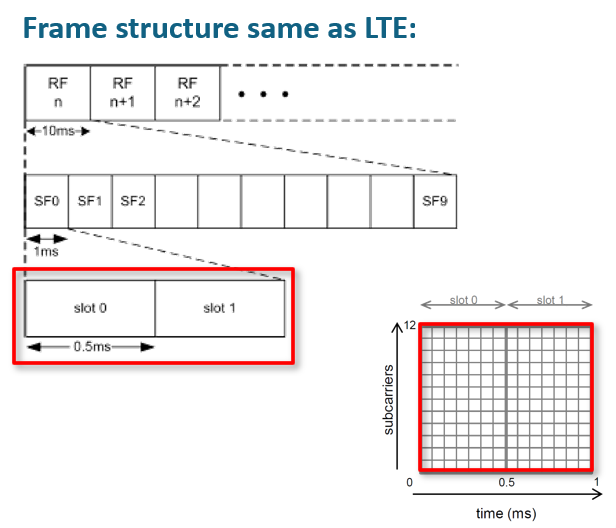 Frame structure same as LTE:
RF
n
RF
n+1
RF
n+2
10ms
SF0 SF1 SF2 SF9
1ms
slot 0 slot 1
0.5ms
slot 0 slot 1
12
subcarriers
0 0.5 1
time (ms)